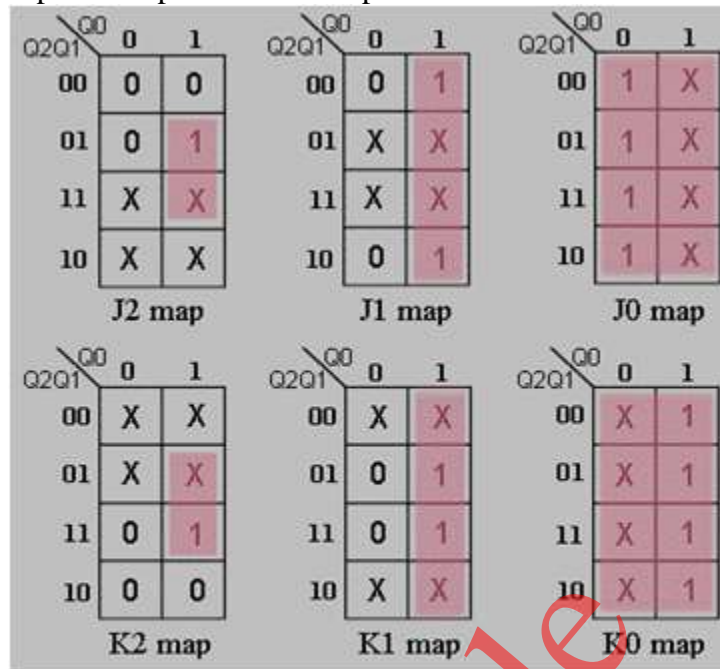 Q0 0 1 Q0 0 1 Q0 0 1
Q2Q1 Q2Q1 Q2Q1
00 0 0 00 0 1 00 1 X
01 0 1 01 X X 01 1 X
11 X X 11 X X 11 1 X
10 X X 10 0 1 10 1 X
J2 map J1 map J0 map
Q0 0 1 Q0 0 1 Q0 0 1
Q2Q1 Q2Q1 Q2Q1
00 X X 00 X X 00 X 1
01 X X 01 0 1 01 X 1
11 0 1 11 0 1 11 X 1
10 0 0 10 X X 10 X 1
K2 map K1 map K0 map